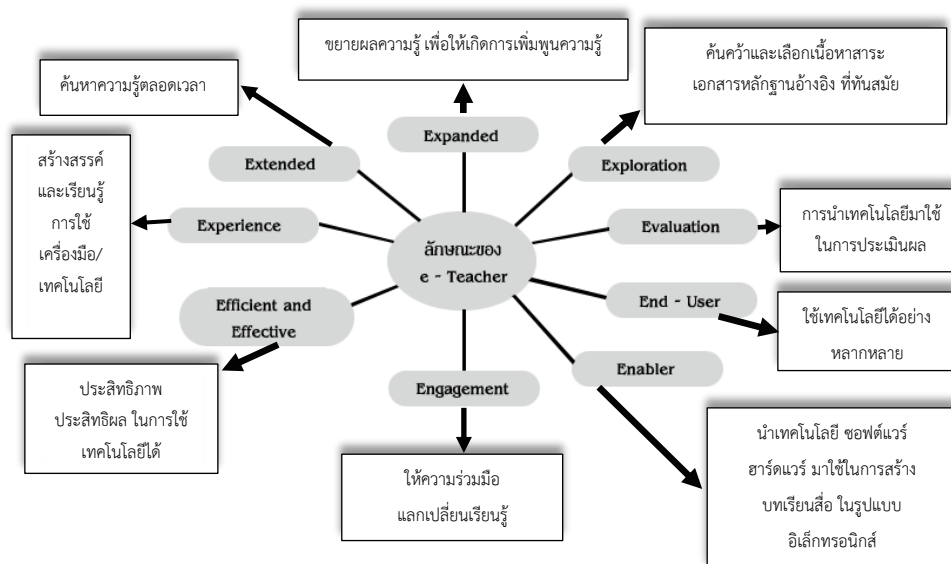 ขยายผลความรู้ เพื่อให้เกิดการเพิ่มพูนความรู้
ค้นคว้าและเลือกเนื้อหาสาระ
เอกสารหลักฐานอ้างอิง ที่ทันสมัย
ค้นหาความรู้ตลอดเวลา
Expanded
Extended
Exploration
สร้างสรรค์
และเรียนรู้
การใช้
เครื่องมือ/
เทคโนโลยี
Experience
Evaluation
การนำเทคโนโลยีมาใช้
ในการประเมินผล
ลักษณะของ
e - Teacher
Efficient and
Effective
End - User
ใช้เทคโนโลยีได้อย่าง
หลากหลาย
Engagement
Enabler
ประสิทธิภาพ
ประสิทธิผล ในการใช้
เทคโนโลยีได้
ให้ความร่วมมือ
แลกเปลี่ยนเรียนรู้
นำเทคโนโลยี ซอฟต์แวร์
ฮาร์ดแวร์ มาใช้ในการสร้าง
บทเรียนสื่อ ในรูปแบบ
อิเล็กทรอนิกส์